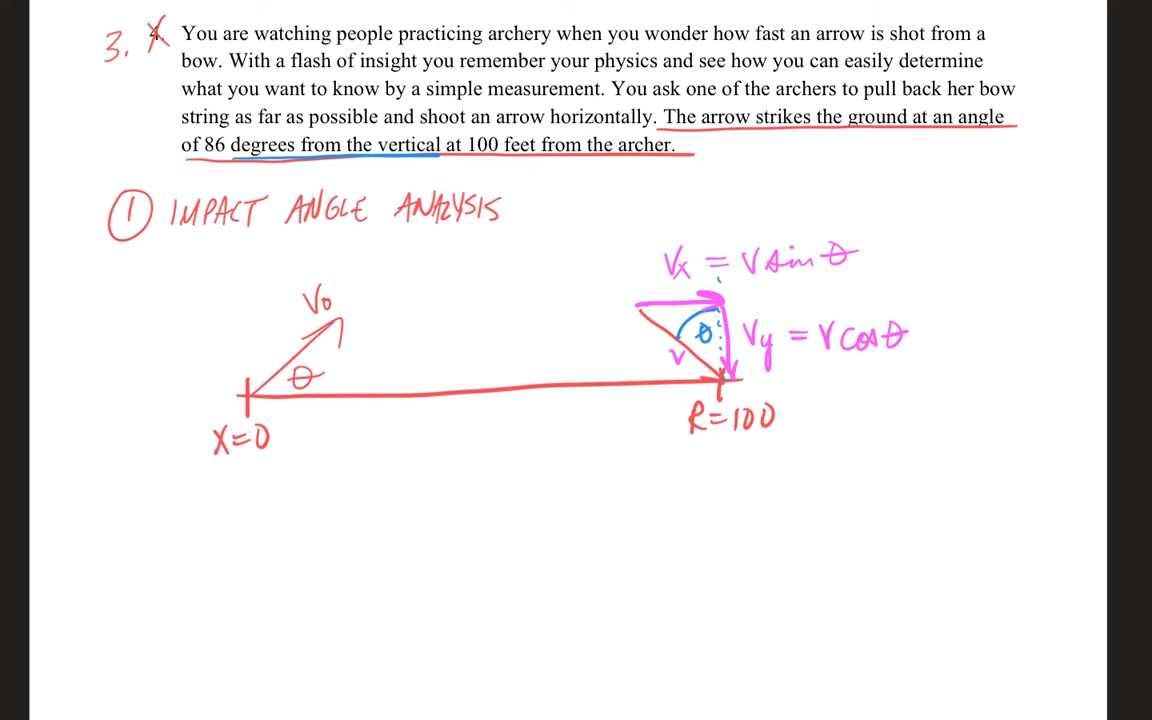 3. 4. You are watching people practicing archery when you wonder how fast an arrow is shot from a
bow. With a flash of insight you remember your physics and see how you can easily determine
what you want to know by a simple measurement. You ask one of the archers to pull back her bow
string as far as possible and shoot an arrow horizontally. The arrow strikes the ground at an angle
of 86 degrees from the vertical at 100 feet from the archer.
① IMPACT ANGLE ANALYSIS
Vx = V sin θ
V0
θ
θ
Vy = V cos θ
V
R=100
X=0